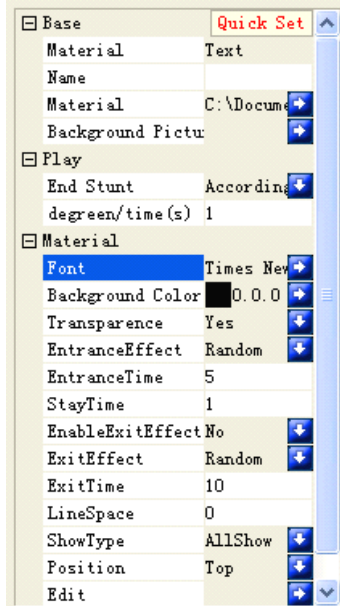 Base Quick Set
Material Text
Name
Material C:\Docume
Background Pictu
Play
End Stunt According
degreen/time(s) 1
Material
Font Times New
Background Color 0.0.0
Transparence Yes
EntranceEffect Random
EntranceTime 5
StayTime 1
EnableExitEffect No
ExitEffect Random
ExitTime 10
LineSpace 0
ShowType AllShow
Position Top
Edit